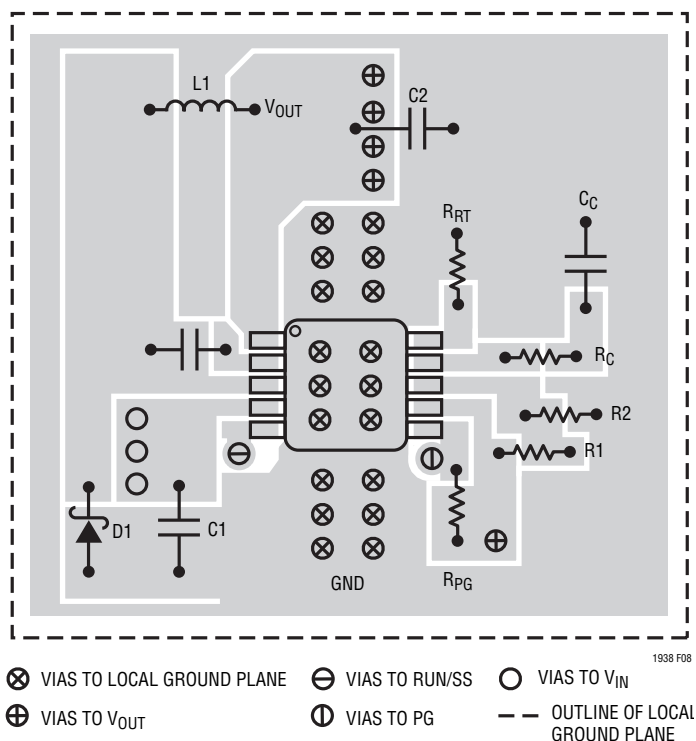 L1
VOUT
C2
RRT
CC
RC
R2
R1
D1
C1
GND
RPG
1938 F08
VIAS TO LOCAL GROUND PLANE
VIAS TO RUN/SS
VIAS TO VIN
VIAS TO VOUT
VIAS TO PG
OUTLINE OF LOCAL
GROUND PLANE